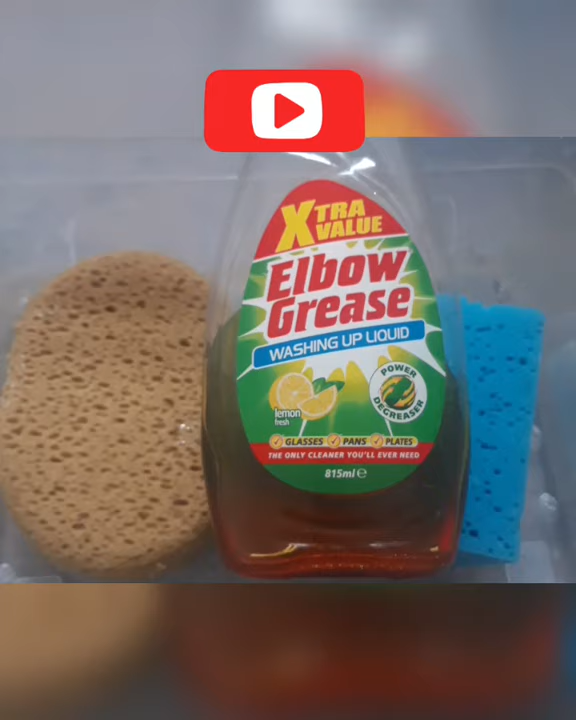 XTRA
VALUE
Elbow
Grease
WASHING UP LIQUID
POWER
DEGREASER
lemon
fresh
GLASSES PANS PLATES
THE ONLY CLEANER YOU'LL EVER NEED
815ml e